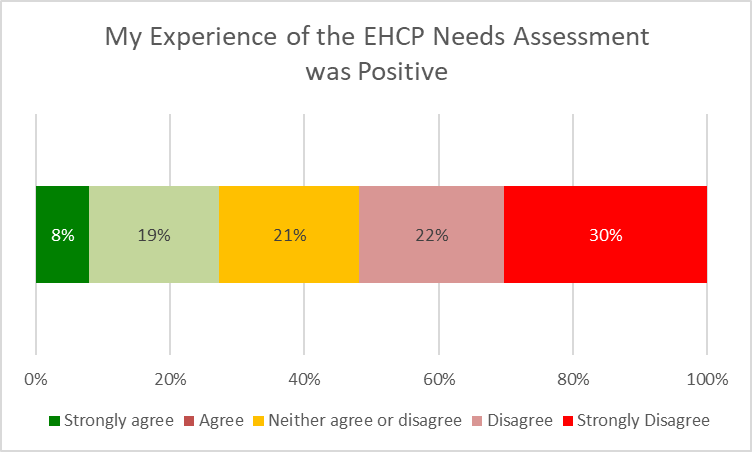 My Experience of the EHCP Needs Assessment
was Positive
8% 19% 21% 22% 30%
0% 20% 40% 60% 80% 100%
Strongly agree Agree Neither agree or disagree Disagree Strongly Disagree